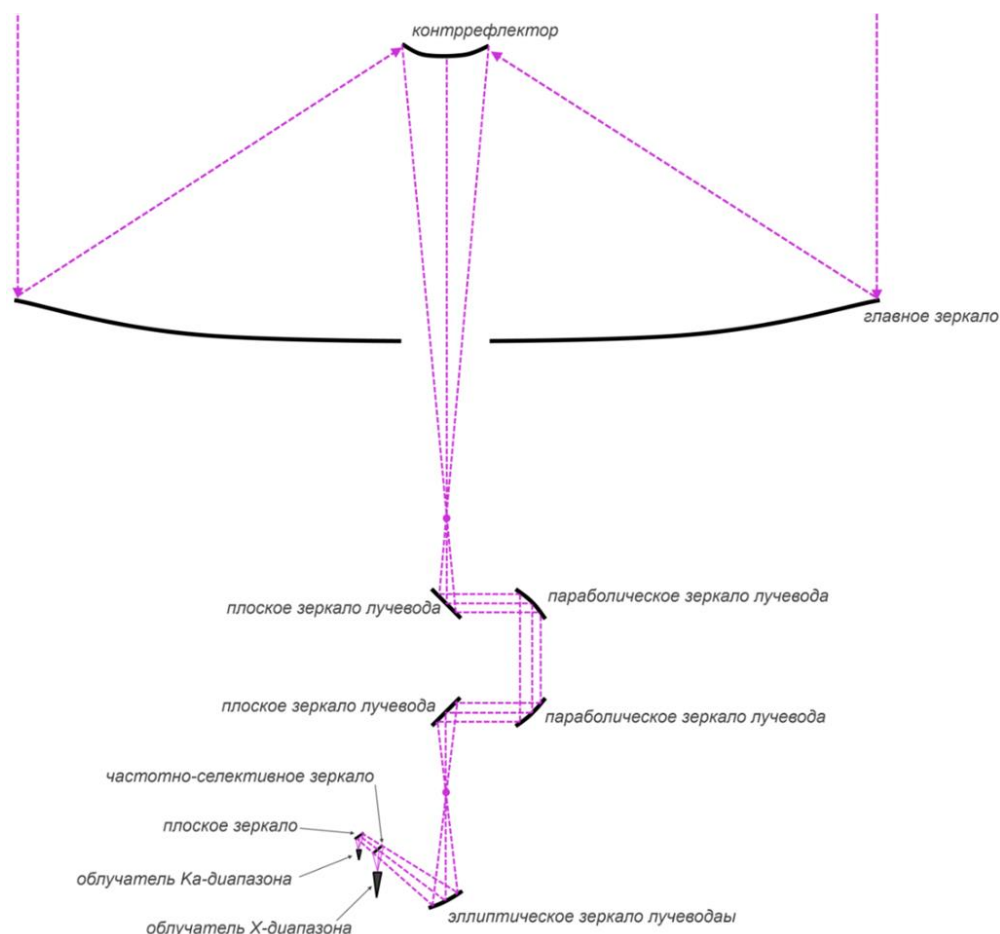 контррефлектор
главное зеркало
плоское зеркало лучевода
параболическое зеркало лучевода
плоское зеркало лучевода
параболическое зеркало лучевода
частотно-селективное зеркало
плоское зеркало
облучатель Ka-диапазона
облучатель X-диапазона
эллиптическое зеркало лучеводаы